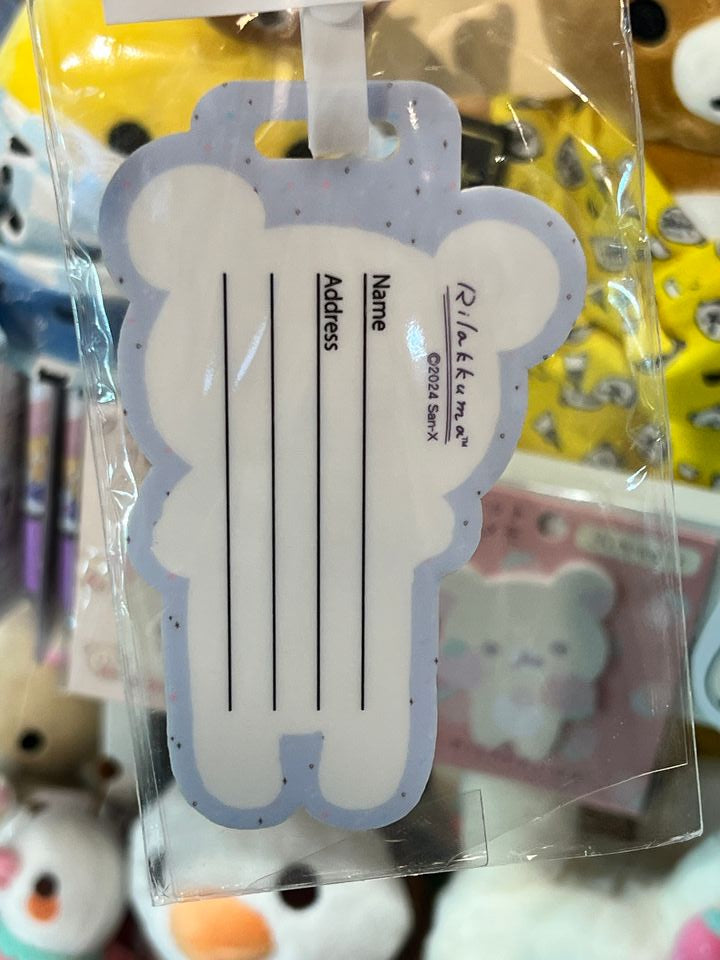 Rilakkuma™
©2024 San-X
Name
Address